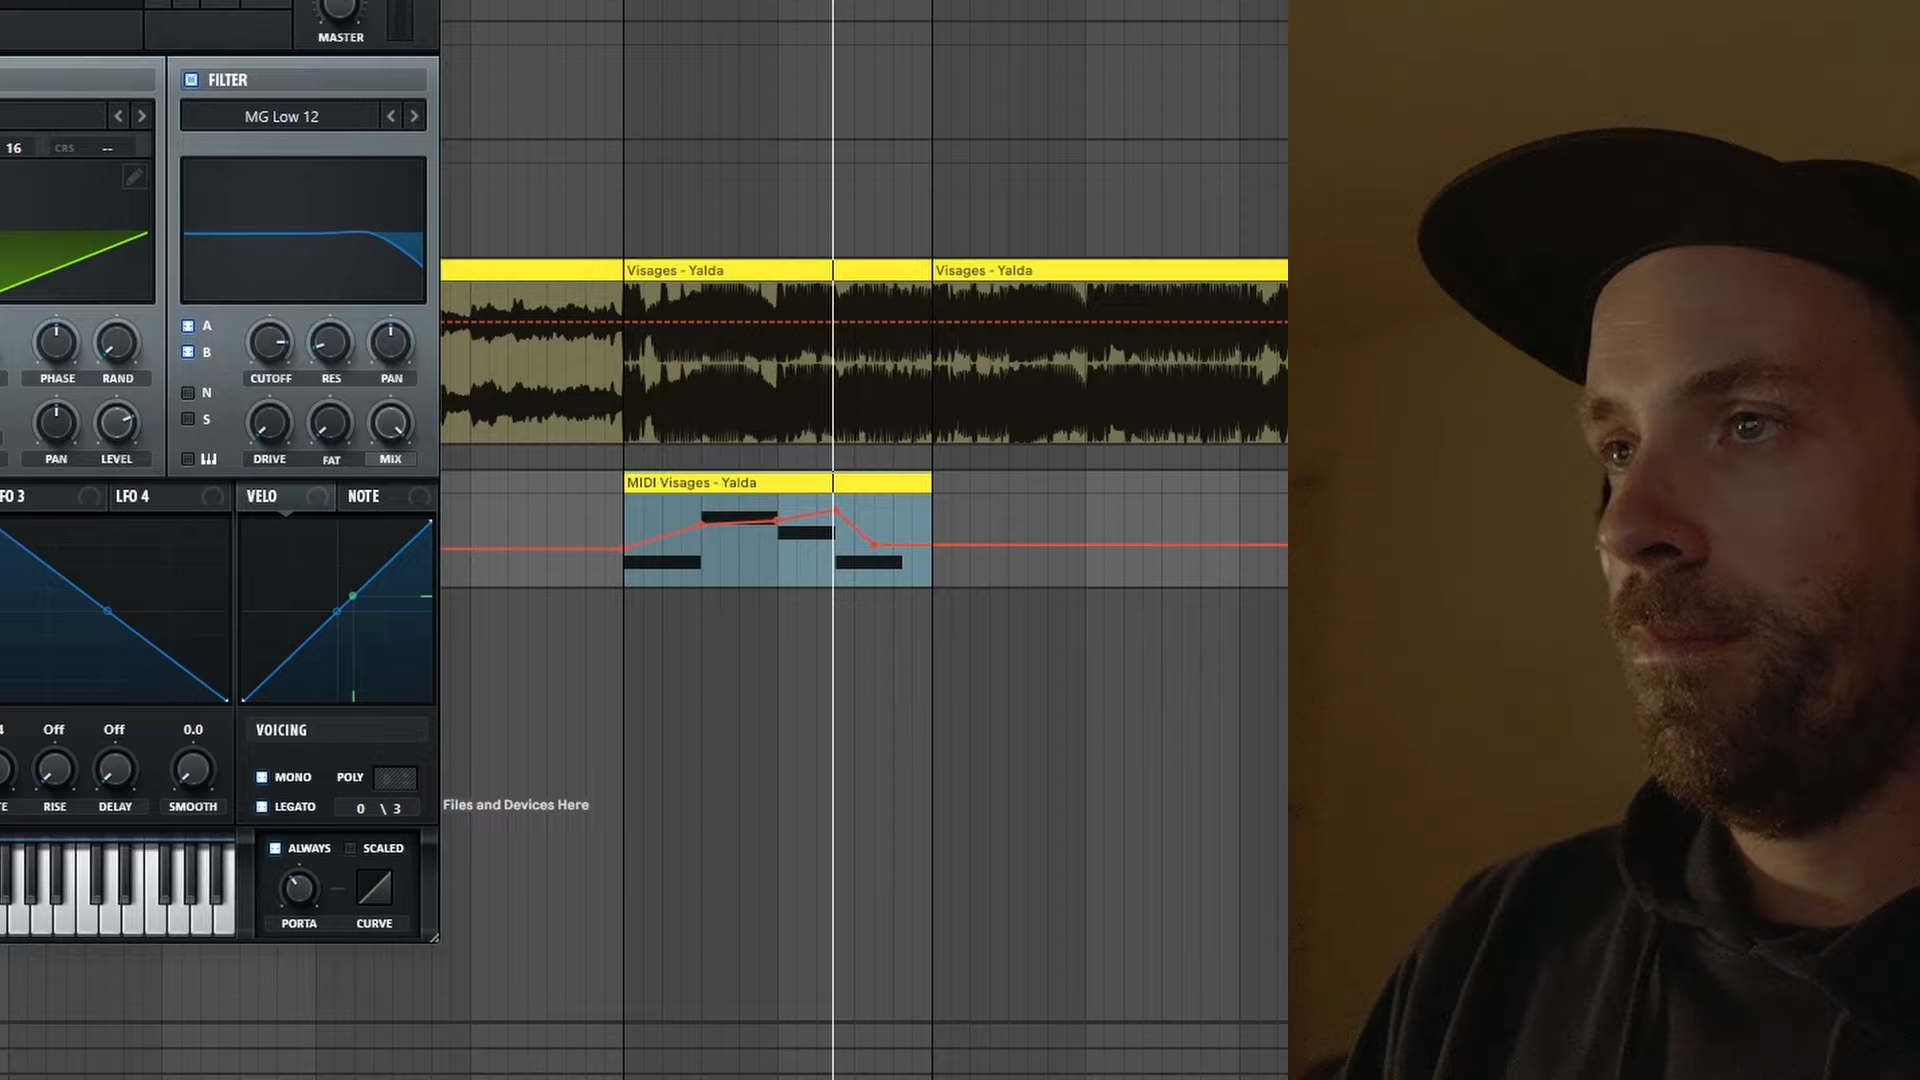 MASTER
FILTER
MG Low 12
16 CRS --
A
B
N
S
PHASE RAND
CUTOFF RES PAN
PAN LEVEL
DRIVE FAT MIX
FO 3 LFO 4 VELO NOTE
Visages - Yalda
Visages - Yalda
MIDI Visages - Yalda
Off Off 0.0
RISE DELAY SMOOTH
VOICING
MONO POLY
LEGATO 0 \ 3
ALWAYS SCALED
PORTA CURVE
Files and Devices Here